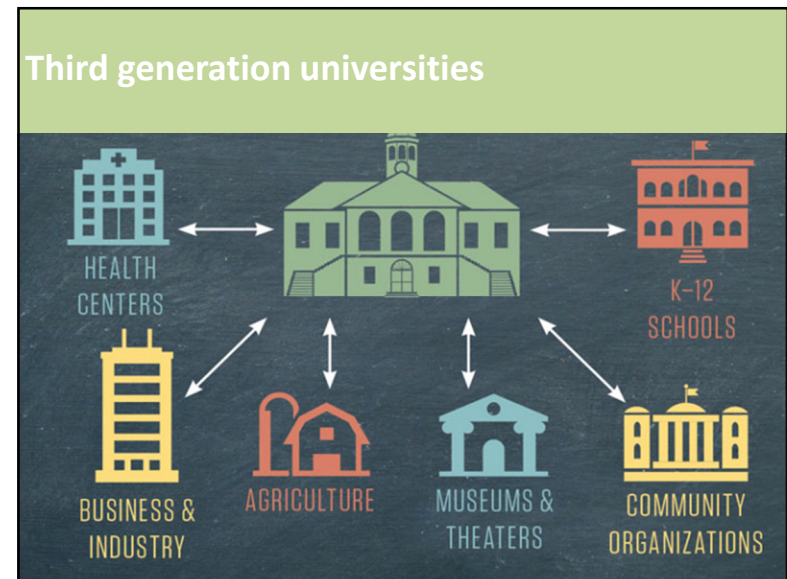 Third generation universities
HEALTH
CENTERS
K-12
SCHOOLS
BUSINESS &
INDUSTRY
AGRICULTURE
MUSEUMS &
THEATERS
COMMUNITY
ORGANIZATIONS